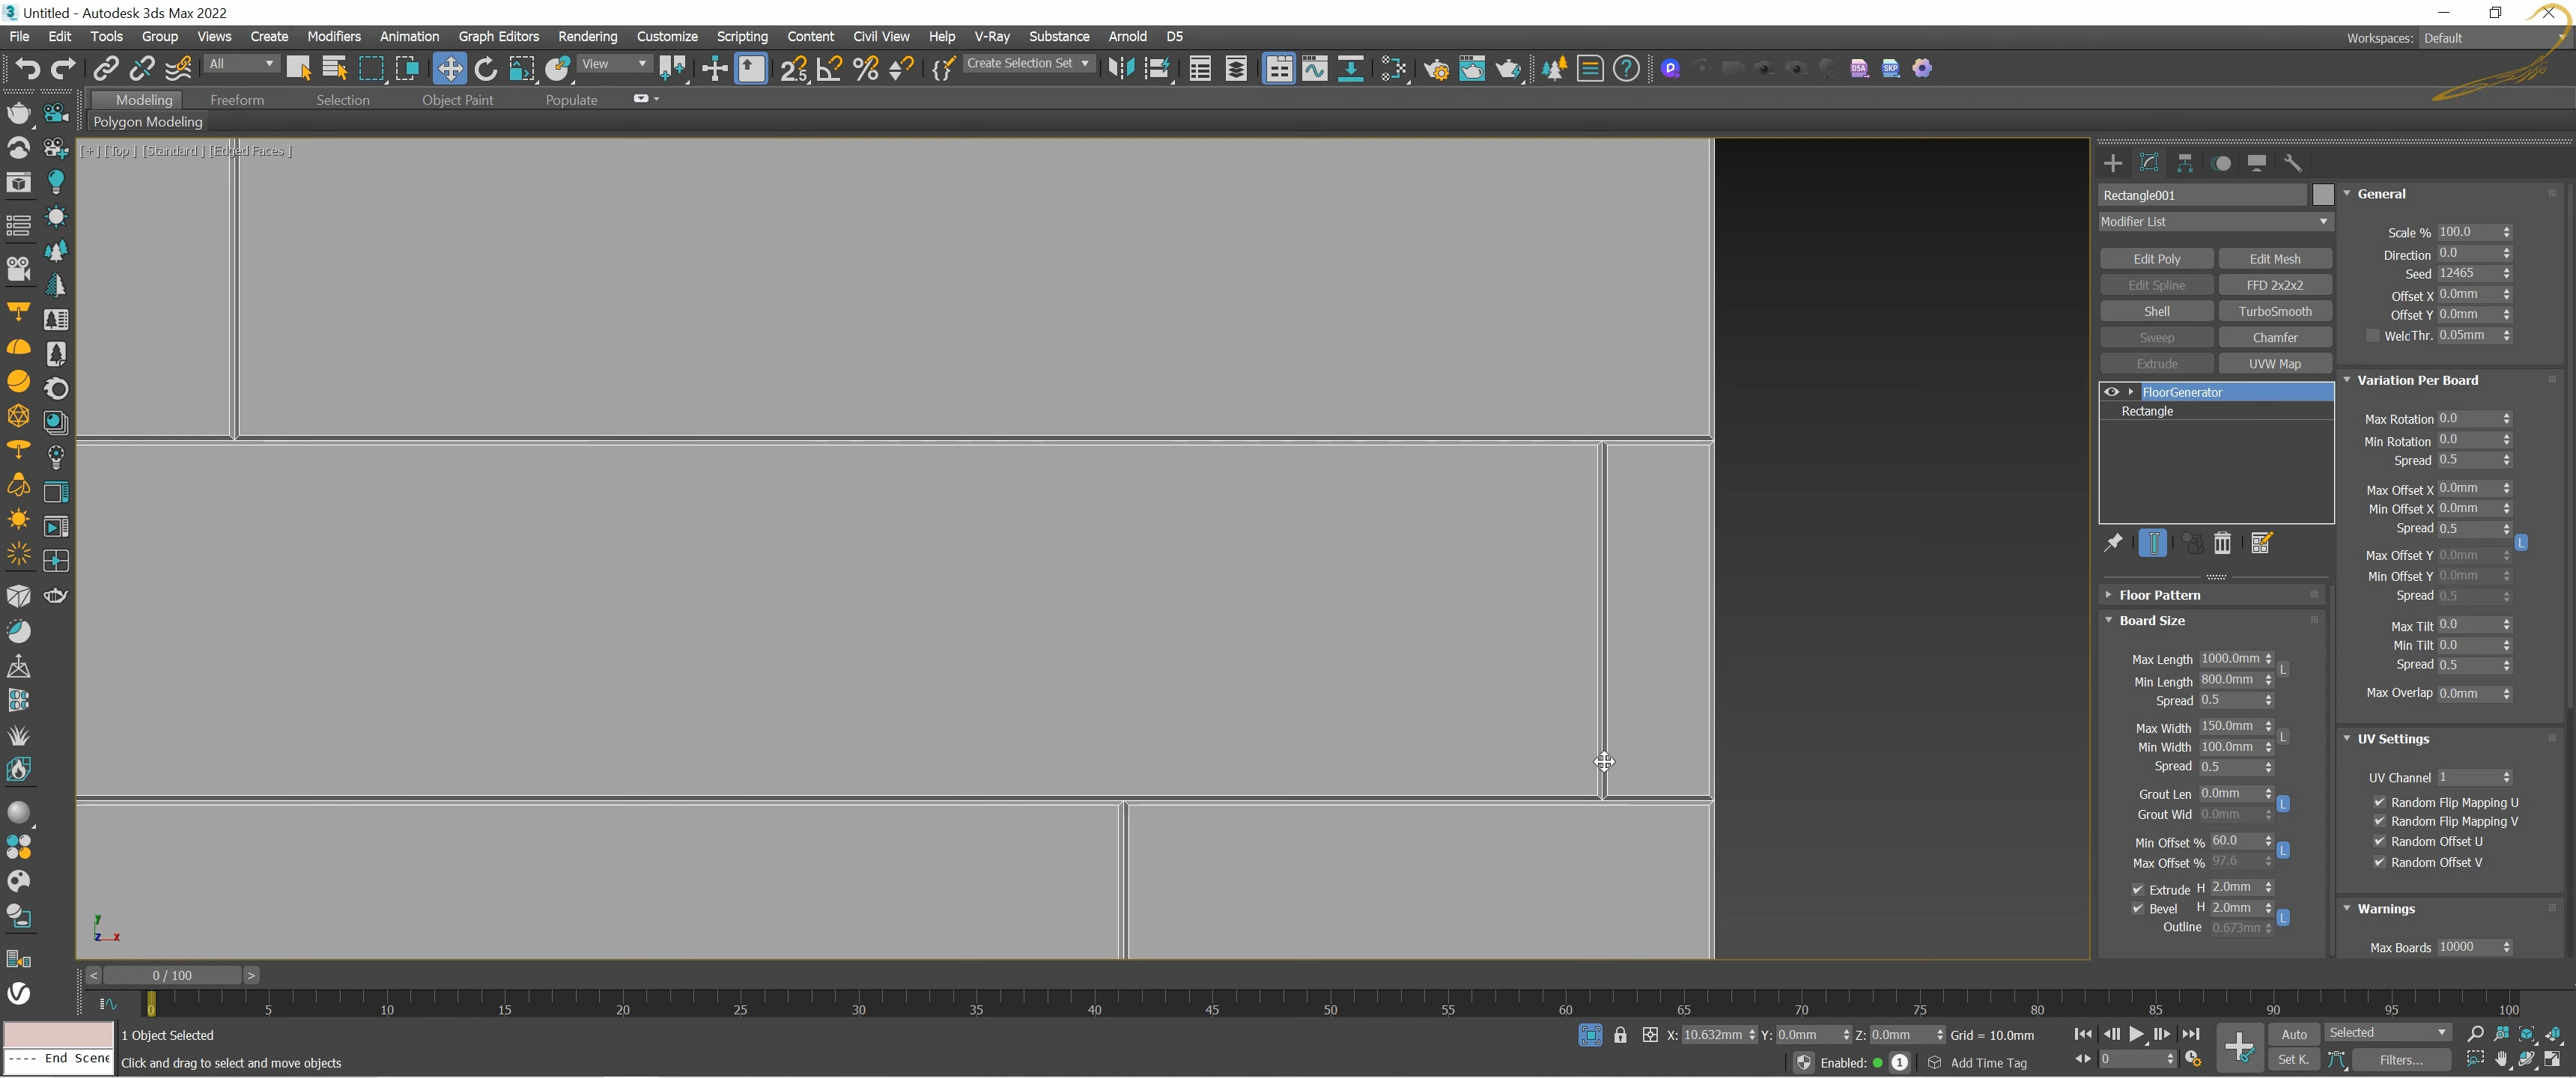 Untitled - Autodesk 3ds Max 2022
File Edit Tools Group Views Create Modifiers Animation Graph Editors Rendering Customize Scripting Content Civil View Help V-Ray Substance Arnold D5
Workspaces: Default
All View Create Selection Set
Modeling Freeform Selection Object Paint Populate
Polygon Modeling
[+] [Top ] [Standard ] [Edged Faces ]
Rectangle001
Modifier List
Edit Poly Edit Mesh
Edit Spline FFD 2x2x2
Shell TurboSmooth
Sweep Chamfer
Extrude UVW Map
FloorGenerator
Rectangle
Floor Pattern
Board Size
Max Length 1000.0mm L
Min Length 800.0mm
Spread 0.5
Max Width 150.0mm L
Min Width 100.0mm
Spread 0.5
Grout Len 0.0mm L
Grout Wid 0.0mm
Min Offset % 60.0 L
Max Offset % 97.6
Extrude H 2.0mm
Bevel H 2.0mm L
Outline 0.673mm
General
Scale % 100.0
Direction 0.0
Seed 12465
Offset X 0.0mm
Offset Y 0.0mm
WelcThr. 0.05mm
Variation Per Board
Max Rotation 0.0
Min Rotation 0.0
Spread 0.5
Max Offset X 0.0mm
Min Offset X 0.0mm
Spread 0.5 L
Max Offset Y 0.0mm
Min Offset Y 0.0mm
Spread 0.5
Max Tilt 0.0
Min Tilt 0.0
Spread 0.5
Max Overlap 0.0mm
UV Settings
UV Channel 1
Random Flip Mapping U
Random Flip Mapping V
Random Offset U
Random Offset V
Warnings
Max Boards 10000
y
z x
< 0 / 100 >
0 5 10 15 20 25 30 35 40 45 50 55 60 65 70 75 80 85 90 95 100
1 Object Selected
X: 10.632mm Y: 0.0mm Z: 0.0mm Grid = 10.0mm
Auto Selected
---- End Scene
Click and drag to select and move objects
Enabled: 1 Add Time Tag
0 Set K. Filters...